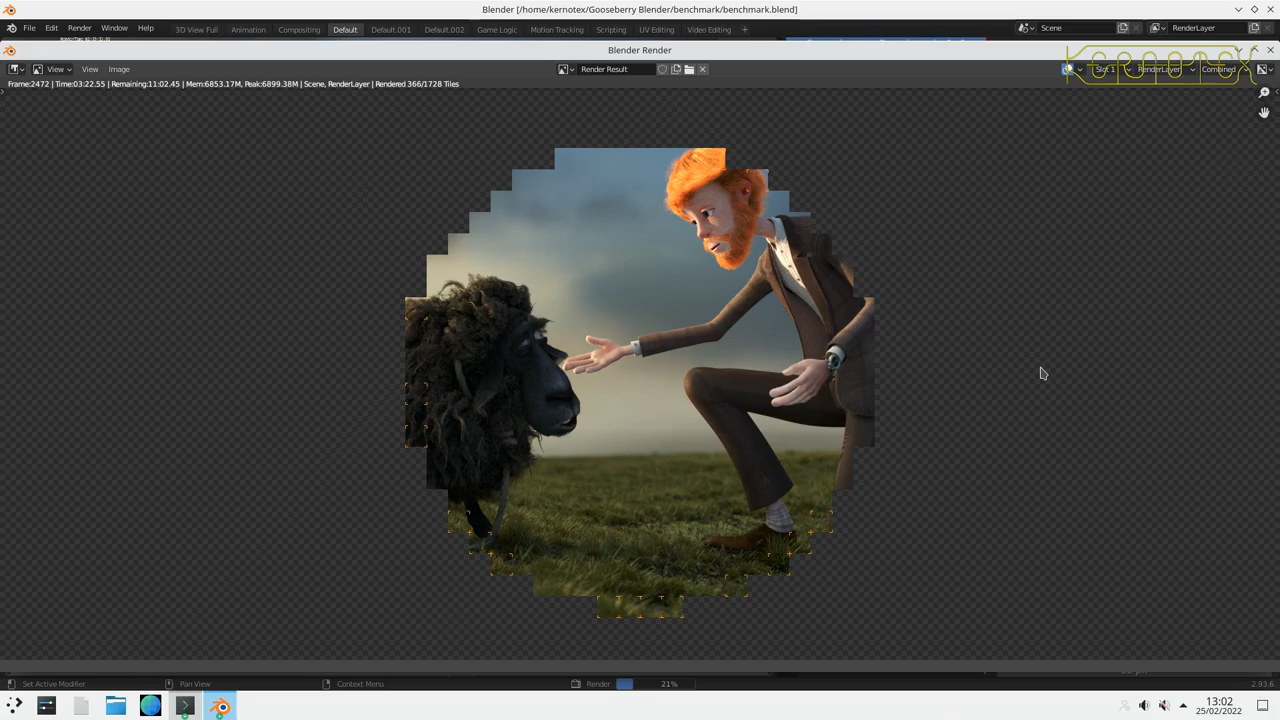 Blender [/home/kernotex/Gooseberry Blender/benchmark/benchmark.blend]
File Edit Render Window Help 3D View Full Animation Compositing Default Default.001 Default.002 Game Logic Motion Tracking Scripting UV Editing Video Editing + Scene RenderLayer
Blender Render
View View Image Render Result Slot 1 RenderLayer Combined
KERNOTEX
Frame:2472 | Time:03:22.55 | Remaining:11:02.45 | Mem:6853.17M, Peak:6899.38M | Scene, RenderLayer | Rendered 366/1728 Tiles
Set Active Modifier Pan View Context Menu Render 21% 2.93.6
13:02
25/02/2022